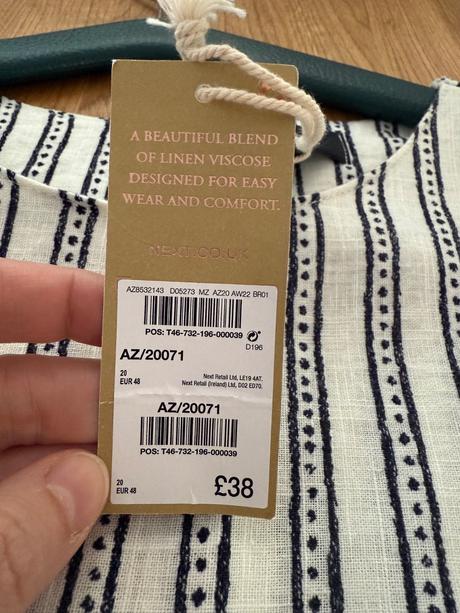 A BEAUTIFUL BLEND
OF LINEN VISCOSE
DESIGNED FOR EASY
WEAR AND COMFORT.
NEXT.CO.UK
AZ8532143 D05273 MZ AZ20 AW22 BR01
POS: T46-732-196-000039
D196
AZ/20071
20
EUR 48
Next Retail Ltd, LE19 4AT.
Next Retail (Ireland) Ltd, D02 ED70.
AZ/20071
POS: T46-732-196-000039
20
EUR 48
£38